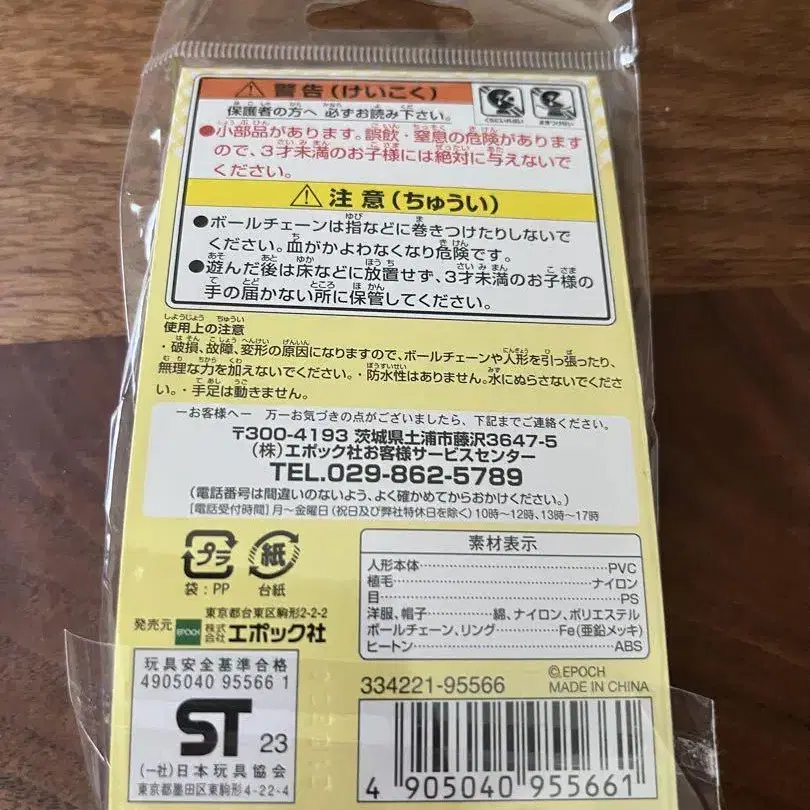 ⚠警告(けいこく)
保護者の方へ 必ずお読み下さい。
●小部品があります。誤飲・窒息の危険があります
ので、3才未満のお子様には絶対に与えないで
ください。
⚠注意(ちゅうい)
●ボールチェーンは指などに巻きつけたりしないで
ください。血がかよわなくなり危険です。
●遊んだ後は床などに放置せず、3才未満のお子様の
手の届かない所に保管してください。
使用上の注意
・破損、故障、変形の原因になりますので、ボールチェーンや人形を引っ張ったり、
無理な力を加えないでください。・防水性はありません。水にぬらさないでくださ
い。・手足は動きません。
―お客様へ― 万一お気づきの点がございましたら、下記までご連絡ください。
〒300-4193 茨城県土浦市藤沢3647-5
(株)エポック社お客様サービスセンター
TEL.029-862-5789
(電話番号は間違いのないよう、よく確かめてからおかけください。)
[電話受付時間]月〜金曜日(祝日及び弊社特休日を除く)10時〜12時、13時〜17時
プラ
袋:PP
紙
台紙
素材表示
人形本体………PVC
植毛………ナイロン
目………PS
洋服、帽子………綿、ナイロン、ポリエステル
ボールチェーン、リング………Fe(亜鉛メッキ)
ヒートン………ABS
東京都台東区駒形2-2-2
発売元 EPOCH 株式会社 エポック社
玩具安全基準合格
4905040 95566 1
ST 23
(一社)日本玩具協会
東京都墨田区東駒形4-22-4
334221-95566
©EPOCH
MADE IN CHINA
4 905040 955661